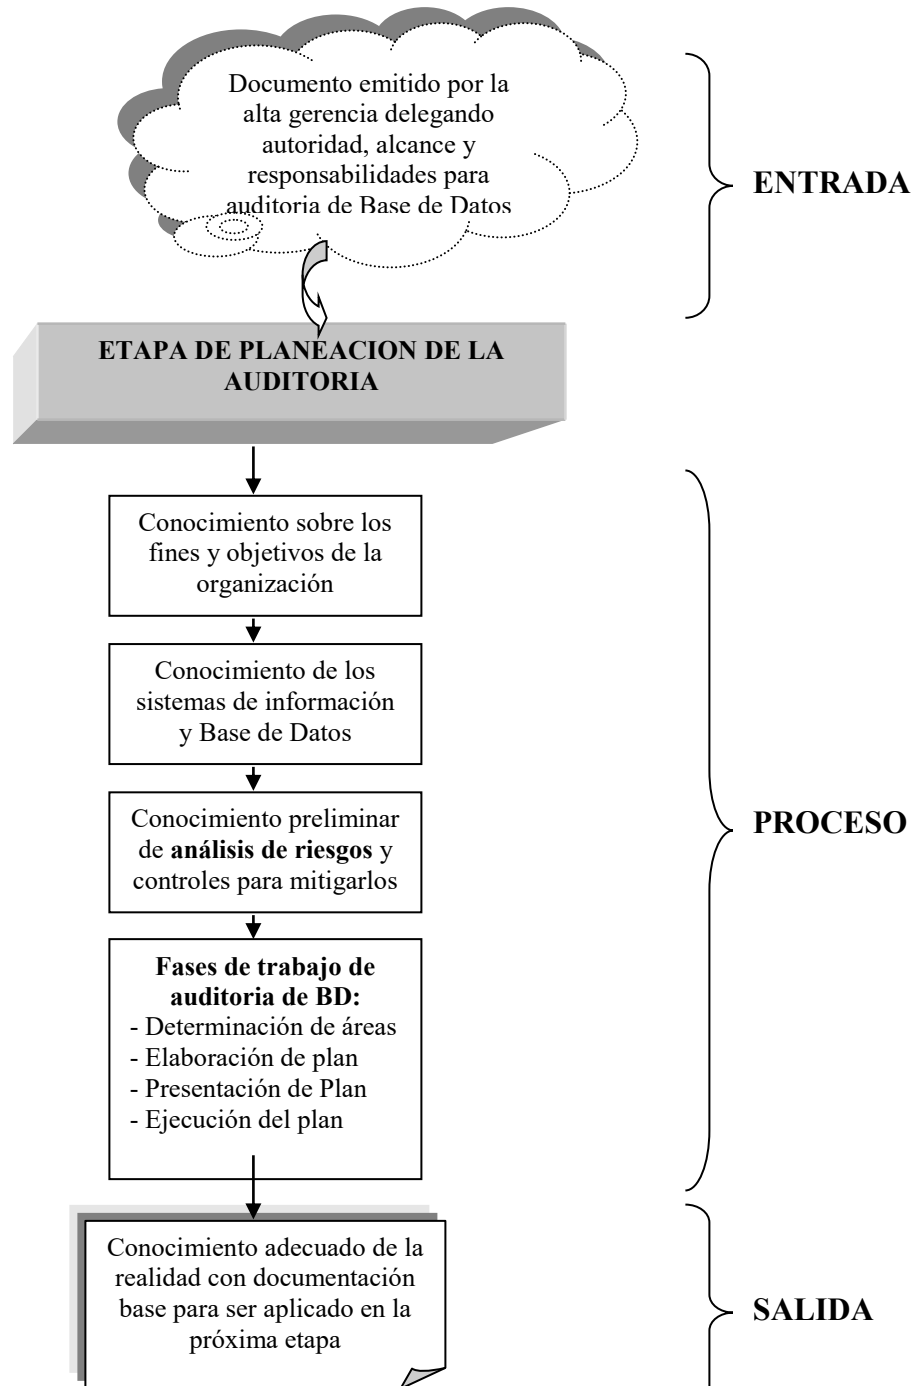 Documento emitido por la
alta gerencia delegando
autoridad, alcance y
responsabilidades para
auditoria de Base de Datos
ENTRADA
ETAPA DE PLANEACION DE LA
AUDITORIA
Conocimiento sobre los
fines y objetivos de la
organización
Conocimiento de los
sistemas de información
y Base de Datos
Conocimiento preliminar
de análisis de riesgos y
controles para mitigarlos
PROCESO
Fases de trabajo de
auditoria de BD:
- Determinación de áreas
- Elaboración de plan
- Presentación de Plan
- Ejecución del plan
Conocimiento adecuado de la
realidad con documentación
base para ser aplicado en la
próxima etapa
SALIDA